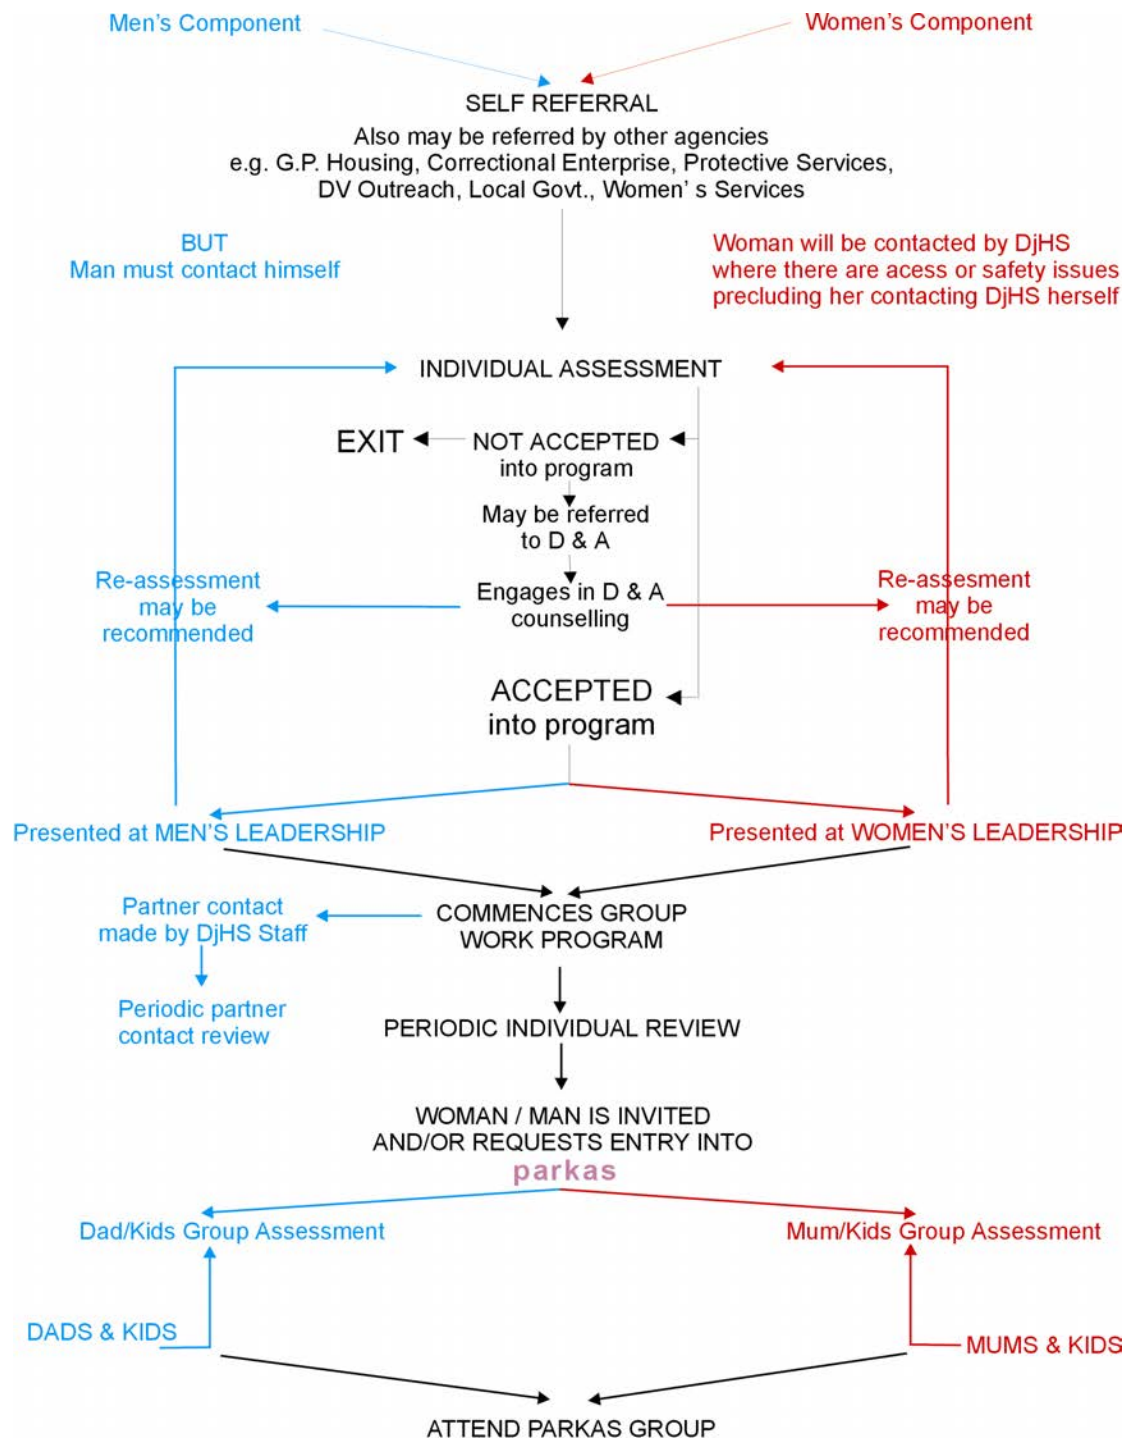 Men's Component
Women's Component
SELF REFERRAL
Also may be referred by other agencies
e.g. G.P. Housing, Correctional Enterprise, Protective Services,
DV Outreach, Local Govt., Women' s Services
BUT
Man must contact himself
Woman will be contacted by DjHS
where there are acess or safety issues
precluding her contacting DjHS herself
INDIVIDUAL ASSESSMENT
EXIT
NOT ACCEPTED
into program
May be referred
to D & A
Engages in D & A
counselling
Re-assessment
may be
recommended
Re-assesment
may be
recommended
ACCEPTED
into program
Presented at MEN'S LEADERSHIP
Presented at WOMEN'S LEADERSHIP
COMMENCES GROUP
WORK PROGRAM
Partner contact
made by DjHS Staff
Periodic partner
contact review
PERIODIC INDIVIDUAL REVIEW
WOMAN / MAN IS INVITED
AND/OR REQUESTS ENTRY INTO
parkas
Dad/Kids Group Assessment
Mum/Kids Group Assessment
DADS & KIDS
MUMS & KIDS
ATTEND PARKAS GROUP